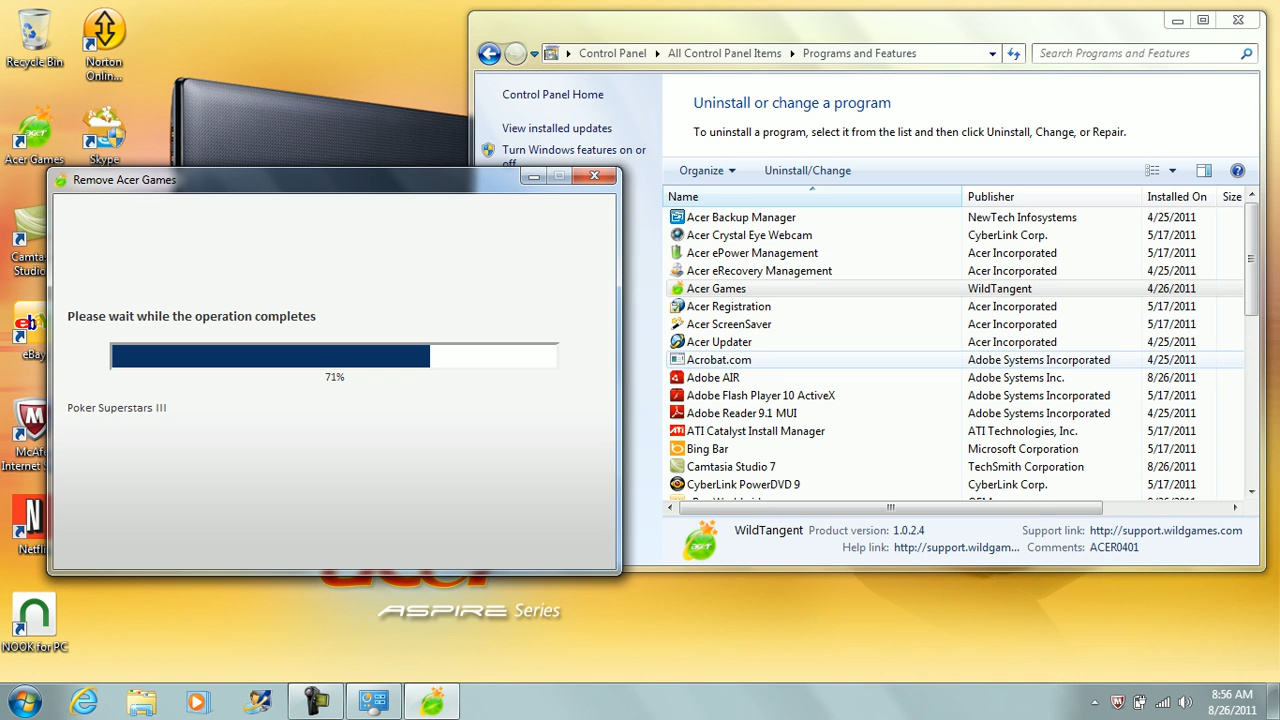 Recycle Bin
Norton
Onlin...
Acer Games
Skype
Camta
Studio
eBay
McAf
Internet
Netfli
NOOK for PC
Control Panel
All Control Panel Items
Programs and Features
Search Programs and Features
Control Panel Home
View installed updates
Turn Windows features on or
off
Uninstall or change a program
To uninstall a program, select it from the list and then click Uninstall, Change, or Repair.
Organize
Uninstall/Change
Name Publisher Installed On Size
Acer Backup Manager NewTech Infosystems 4/25/2011
Acer Crystal Eye Webcam CyberLink Corp. 5/17/2011
Acer ePower Management Acer Incorporated 5/17/2011
Acer eRecovery Management Acer Incorporated 4/25/2011
Acer Games WildTangent 4/26/2011
Acer Registration Acer Incorporated 5/17/2011
Acer ScreenSaver Acer Incorporated 5/17/2011
Acer Updater Acer Incorporated 5/17/2011
Acrobat.com Adobe Systems Incorporated 4/25/2011
Adobe AIR Adobe Systems Inc. 8/26/2011
Adobe Flash Player 10 ActiveX Adobe Systems Incorporated 5/17/2011
Adobe Reader 9.1 MUI Adobe Systems Incorporated 4/25/2011
ATI Catalyst Install Manager ATI Technologies, Inc. 5/17/2011
Bing Bar Microsoft Corporation 5/17/2011
Camtasia Studio 7 TechSmith Corporation 8/26/2011
CyberLink PowerDVD 9 CyberLink Corp. 5/17/2011
WildTangent Product version: 1.0.2.4 Support link: http://support.wildgames.com
Help link: http://support.wildgam... Comments: ACER0401
Remove Acer Games
Please wait while the operation completes
71%
Poker Superstars III
acer
ASPIRE Series
8:56 AM
8/26/2011